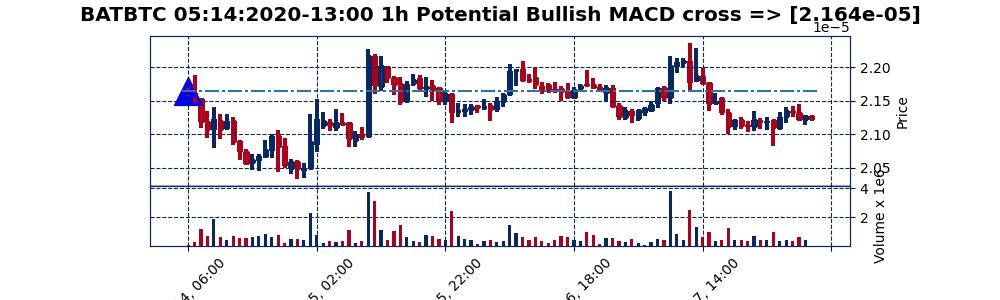 BATBTC 05:14:2020-13:00 1h Potential Bullish MACD cross => [2.164e-05]
1e−5
2.20
2.15
2.10
2.05
Price
4
2
Volume x 1e6
4, 06:00
5, 02:00
5, 22:00
6, 18:00
7, 14:00